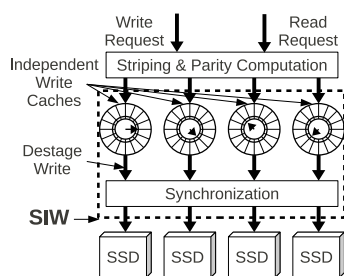 Write
Request
Read
Request
Independent
Write
Caches
Striping & Parity Computation
Destage
Write
Synchronization
SIW
SSD SSD SSD SSD